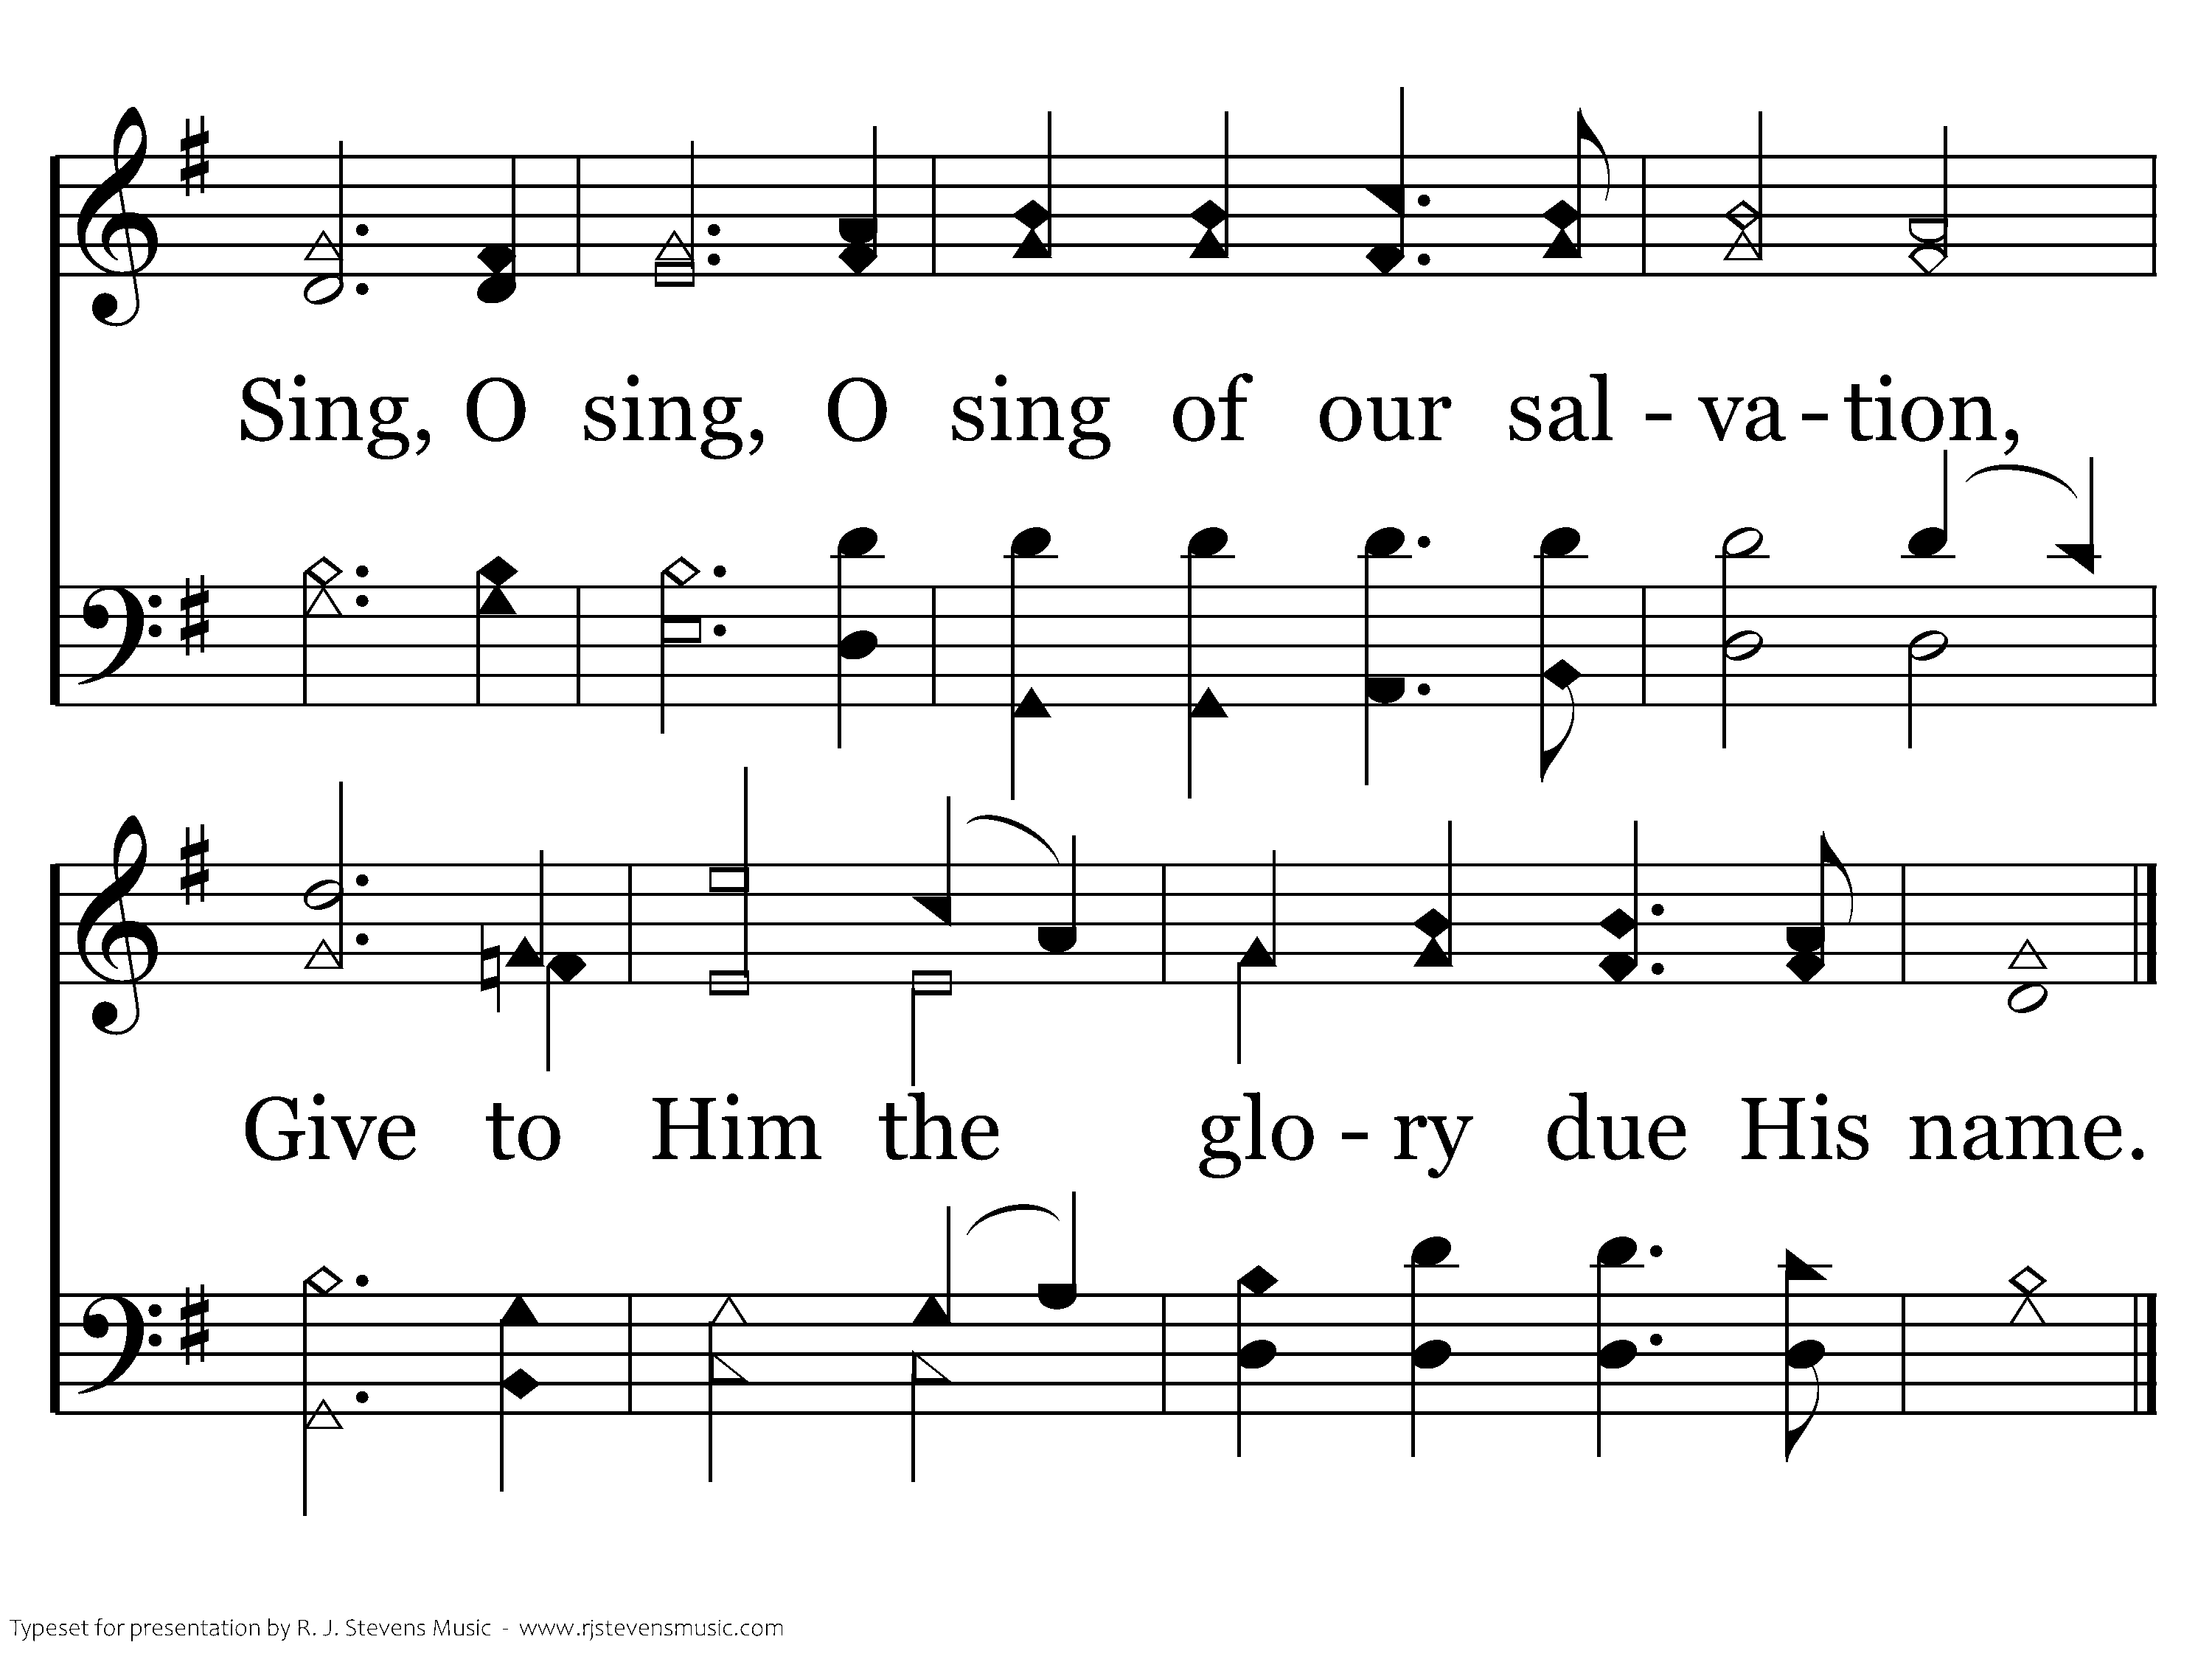 Sing, O sing, O sing of our sal - va - tion,
Give to Him the glo - ry due His name.
Typeset for presentation by R. J. Stevens Music - www.rjstevensmusic.com